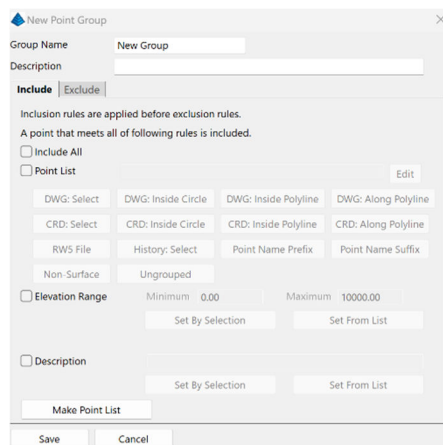 New Point Group
Group Name New Group
Description
Include Exclude
Inclusion rules are applied before exclusion rules.
A point that meets all of following rules is included.
Include All
Point List Edit
DWG: Select DWG: Inside Circle DWG: Inside Polyline DWG: Along Polyline
CRD: Select CRD: Inside Circle CRD: Inside Polyline CRD: Along Polyline
RW5 File History: Select Point Name Prefix Point Name Suffix
Non-Surface Ungrouped
Elevation Range Minimum 0.00 Maximum 10000.00
Set By Selection Set From List
Description
Set By Selection Set From List
Make Point List
Save Cancel